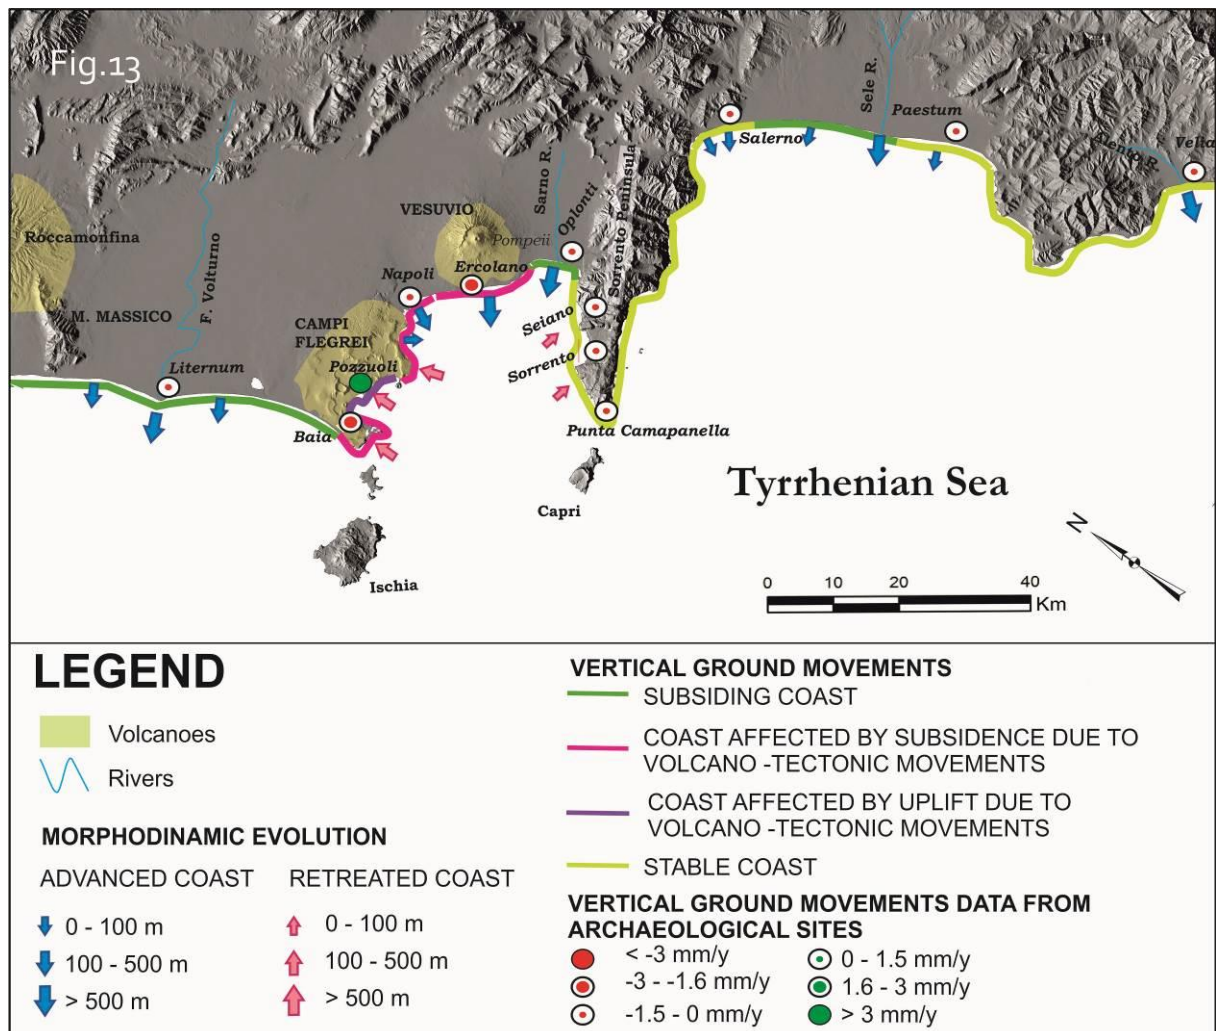 Fig.13
Sele R.
Paestum
Salerno
Velia
Sarno R.
Oplonti
Sorrento Peninsula
VESUVIO
Pompeii
Roccamonfina
F. Volturno
Napoli
Ercolano
M. MASSICO
CAMPI
FLEGREI
Seiano
Pozzuoli
Liternum
Sorrento
Baia
Punta Camapanella
Tyrrhenian Sea
Capri
N
Ischia
0 10 20 40
Km
LEGEND
Volcanoes
Rivers
MORPHODINAMIC EVOLUTION
ADVANCED COAST
0 - 100 m
100 - 500 m
> 500 m
RETREATED COAST
0 - 100 m
100 - 500 m
> 500 m
VERTICAL GROUND MOVEMENTS
SUBSIDING COAST
COAST AFFECTED BY SUBSIDENCE DUE TO
VOLCANO -TECTONIC MOVEMENTS
COAST AFFECTED BY UPLIFT DUE TO
VOLCANO -TECTONIC MOVEMENTS
STABLE COAST
VERTICAL GROUND MOVEMENTS DATA FROM
ARCHAEOLOGICAL SITES
< -3 mm/y
-3 - -1.6 mm/y
-1.5 - 0 mm/y
0 - 1.5 mm/y
1.6 - 3 mm/y
> 3 mm/y